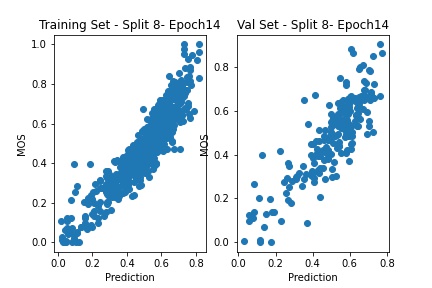 Training Set - Split 8- Epoch14
MOS
1.0
0.8
0.6
0.4
0.2
0.0
0.0 0.2 0.4 0.6 0.8
Prediction
Val Set - Split 8- Epoch14
MOS
0.8
0.6
0.4
0.2
0.0
0.0 0.2 0.4 0.6 0.8
Prediction